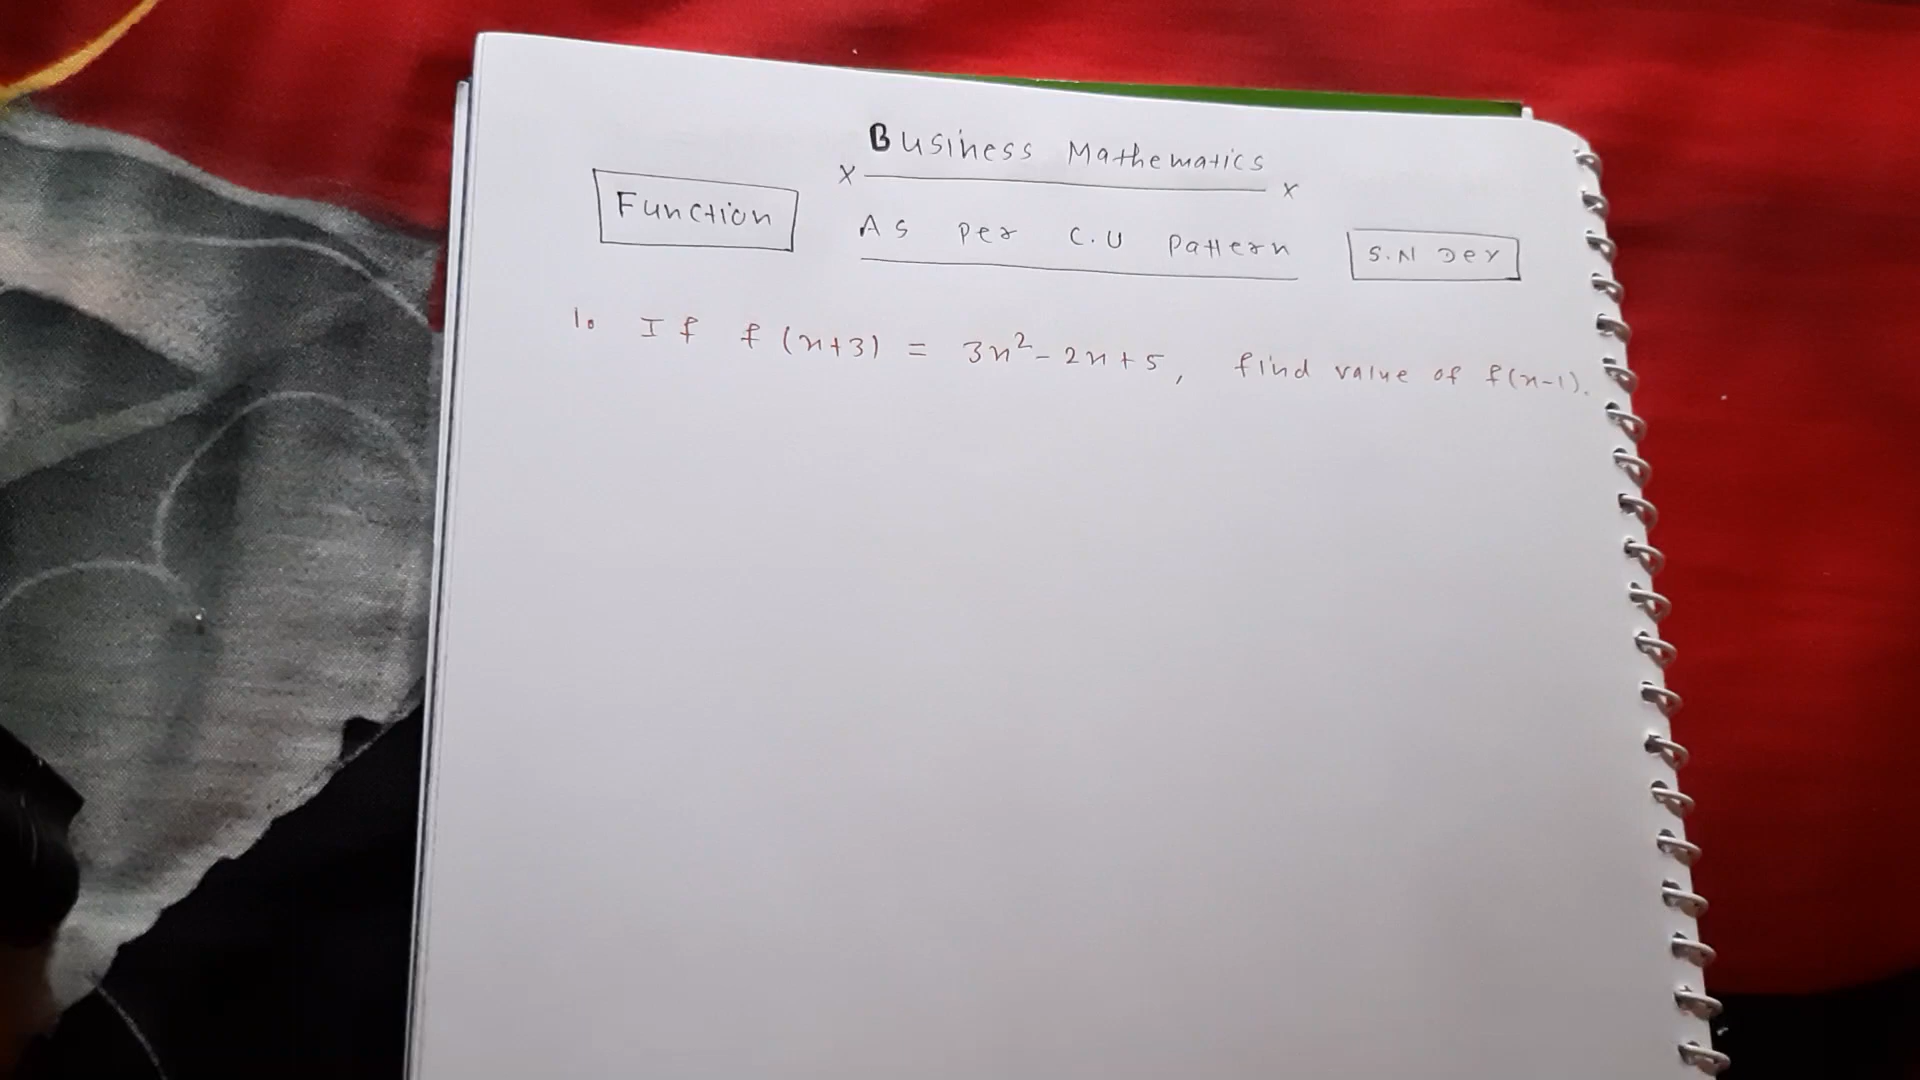 Business Mathematics
Function
As per C.U pattern
S.N Dey
1. If f(x+3) = 3x²-2x+5, find value of f(x-1).